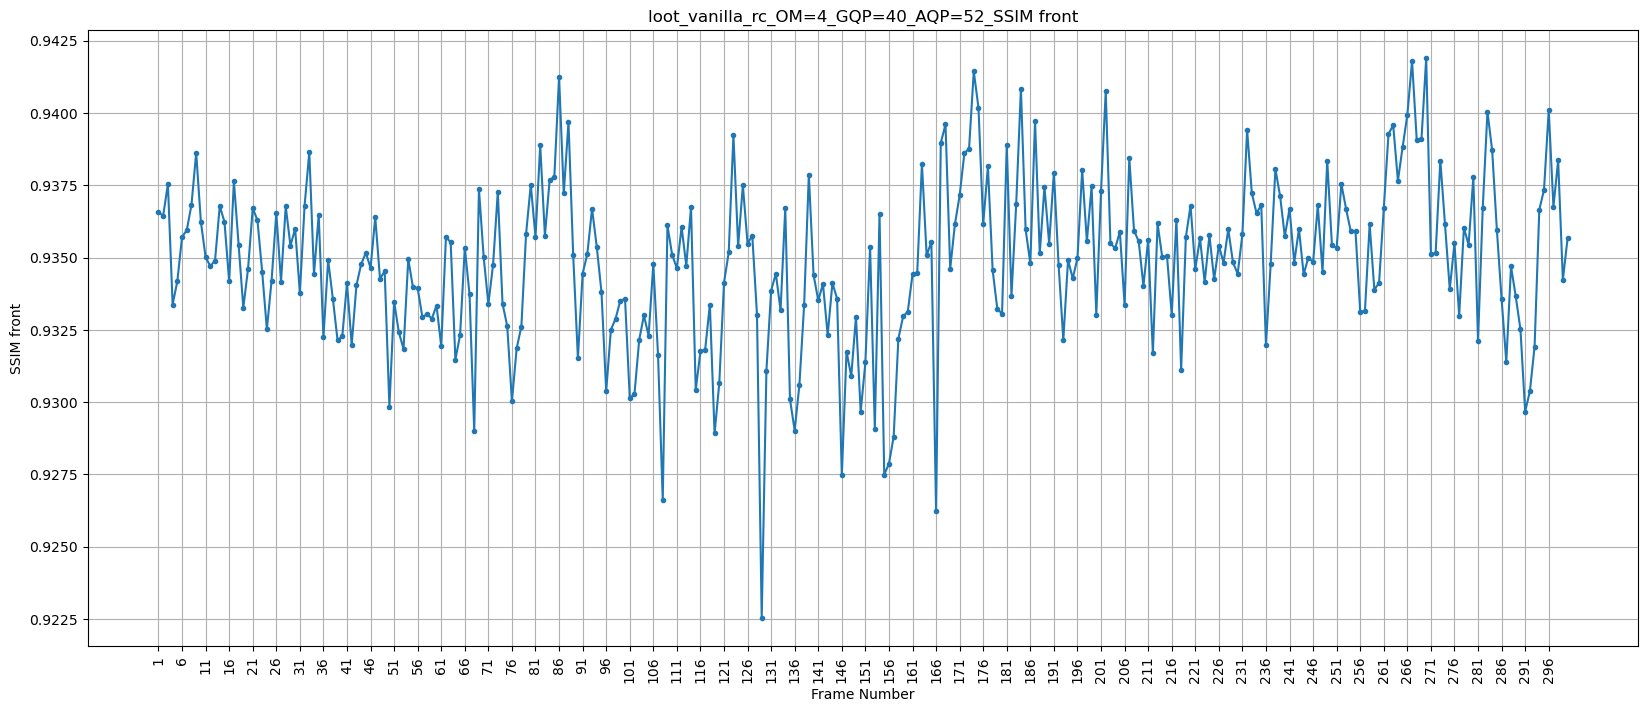 loot_vanilla_rc_OM=4_GQP=40_AQP=52_SSIM front
0.9425
0.9400
0.9375
0.9350
0.9325
0.9300
0.9275
0.9250
0.9225
SSIM front
1 6 11 16 21 26 31 36 41 46 51 56 61 66 71 76 81 86 91 96 101 106 111 116 121 126 131 136 141 146 151 156 161 166 171 176 181 186 191 196 201 206 211 216 221 226 231 236 241 246 251 256 261 266 271 276 281 286 291 296
Frame Number